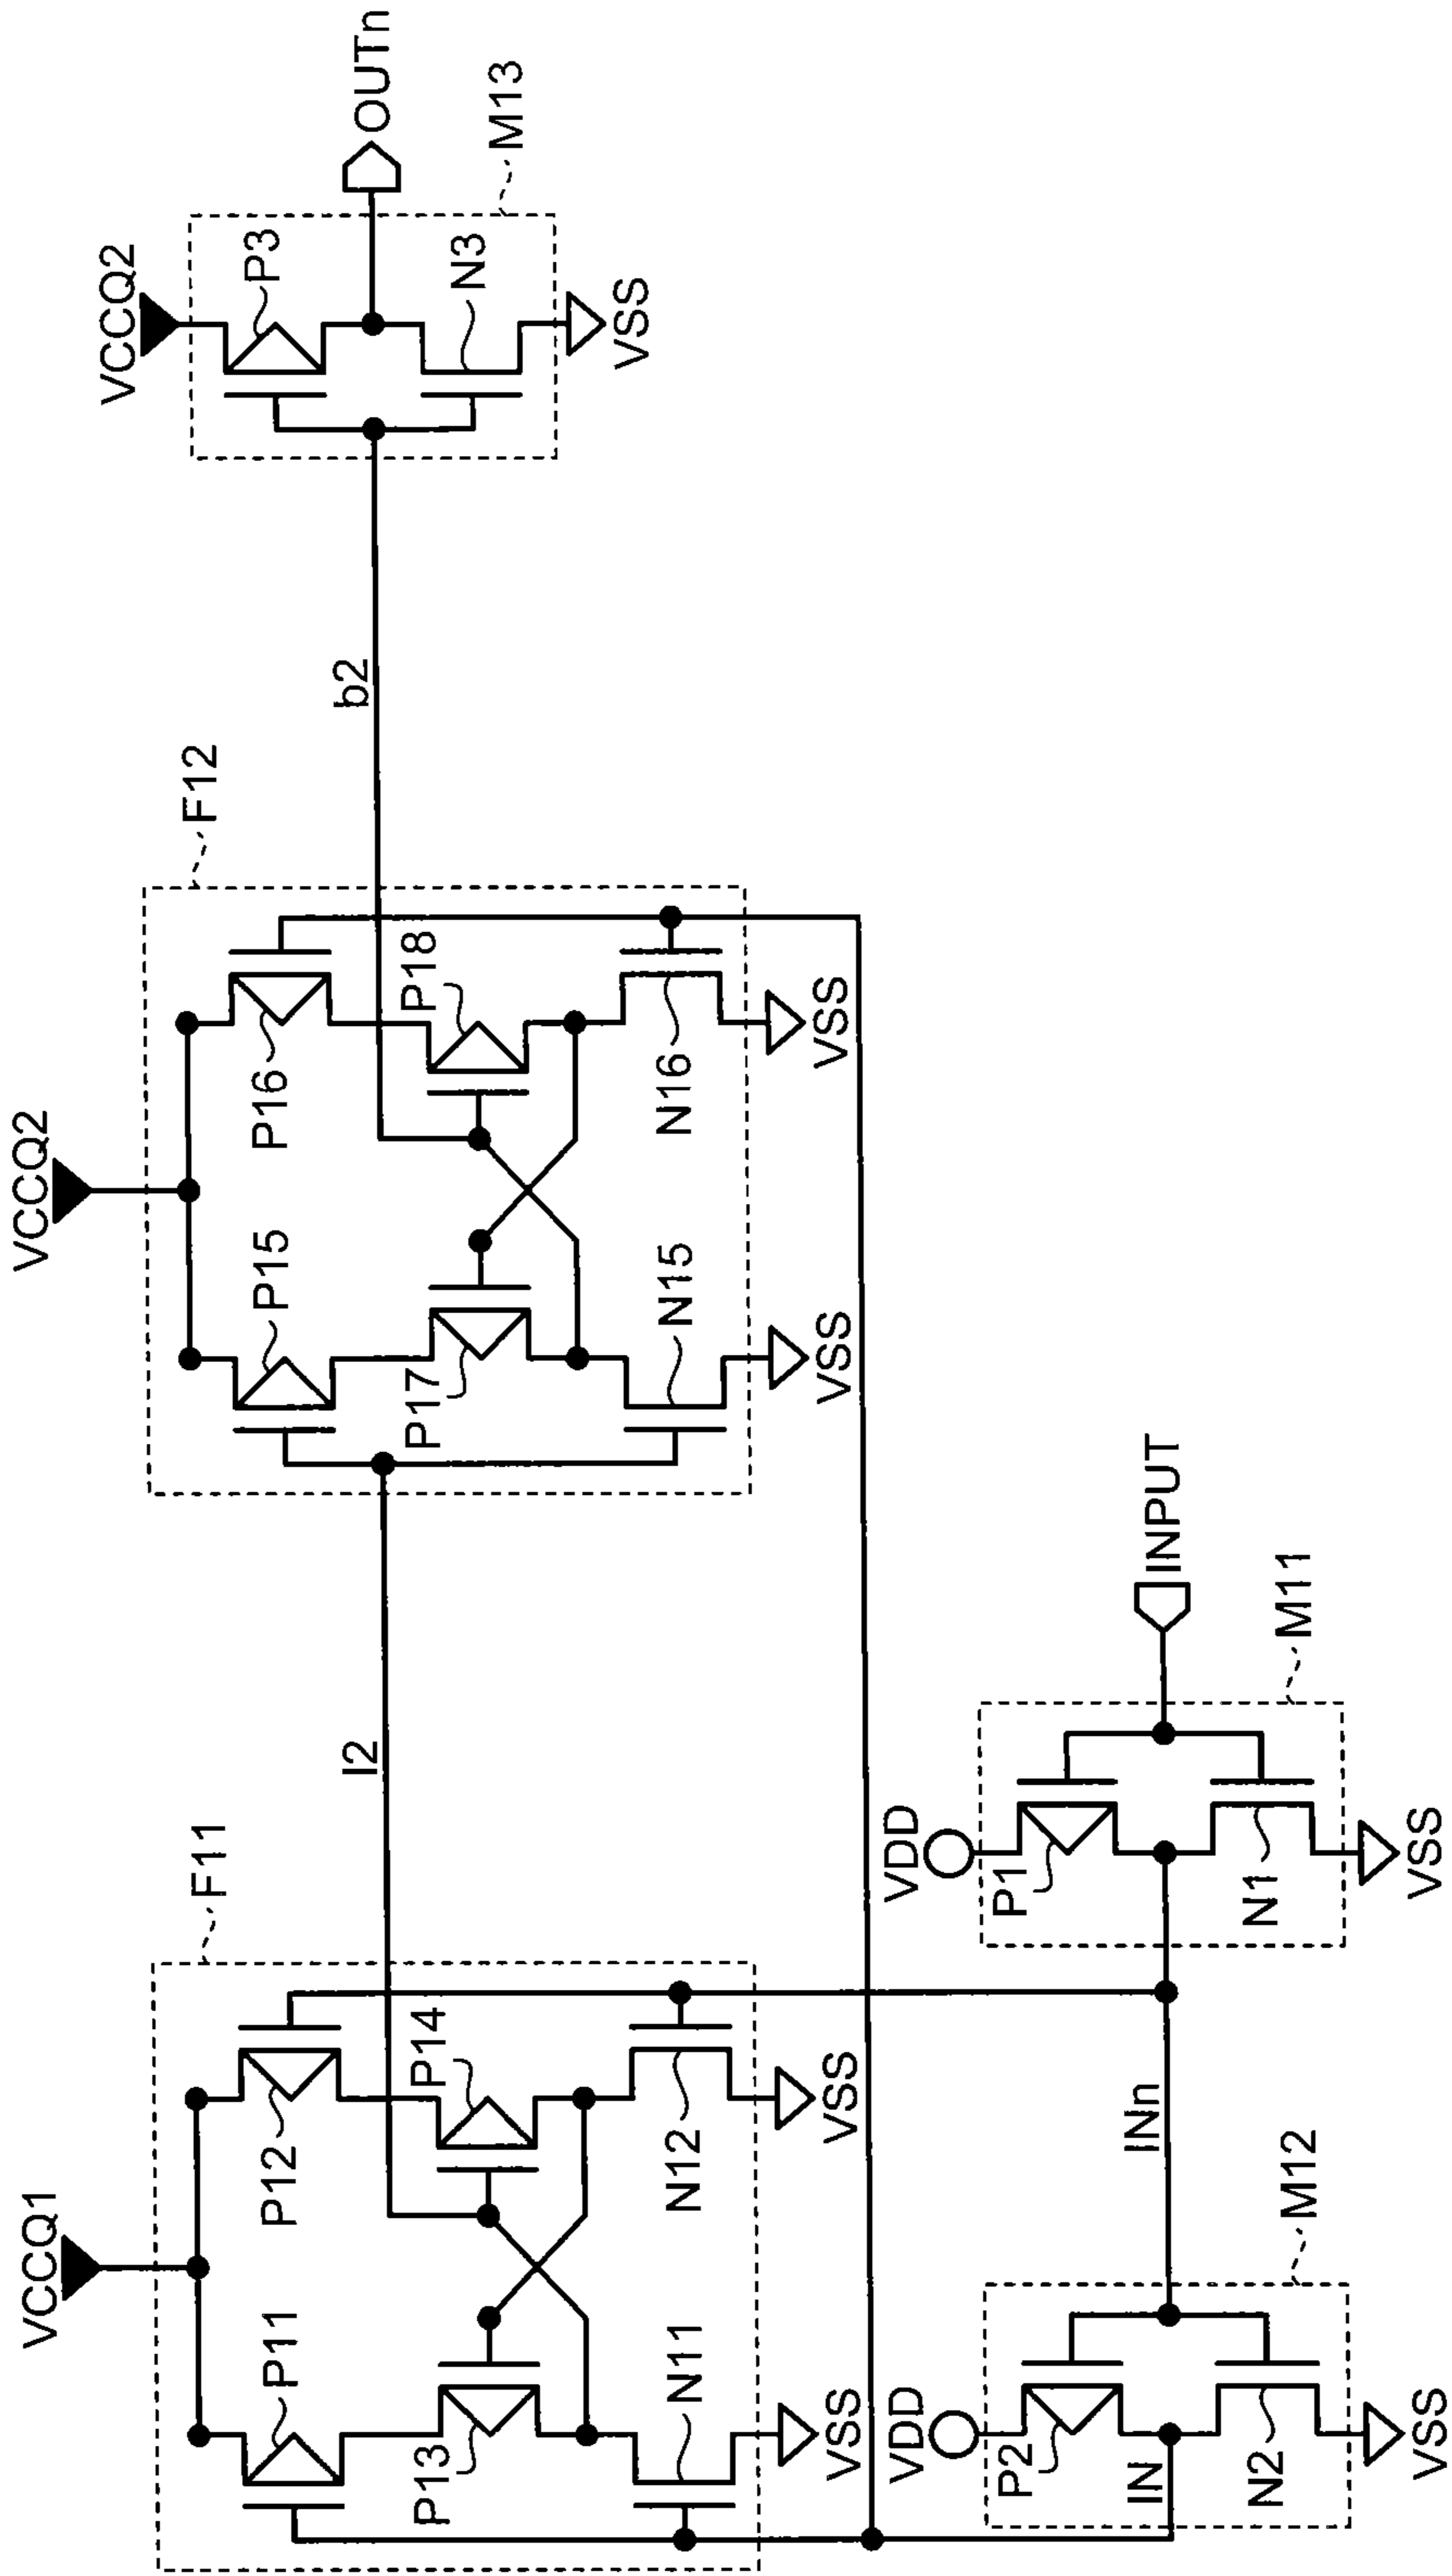 VCCQ1
F11
P11
P12
P13
P14
N11
N12
VSS
VSS
I2
VCCQ2
F12
P15
P16
P17
P18
N15
N16
VSS
VSS
b2
VCCQ2
P3
N3
VSS
M13
OUTn
VDD
P2
IN
N2
VSS
M12
INn
VDD
P1
N1
VSS
M11
INPUT